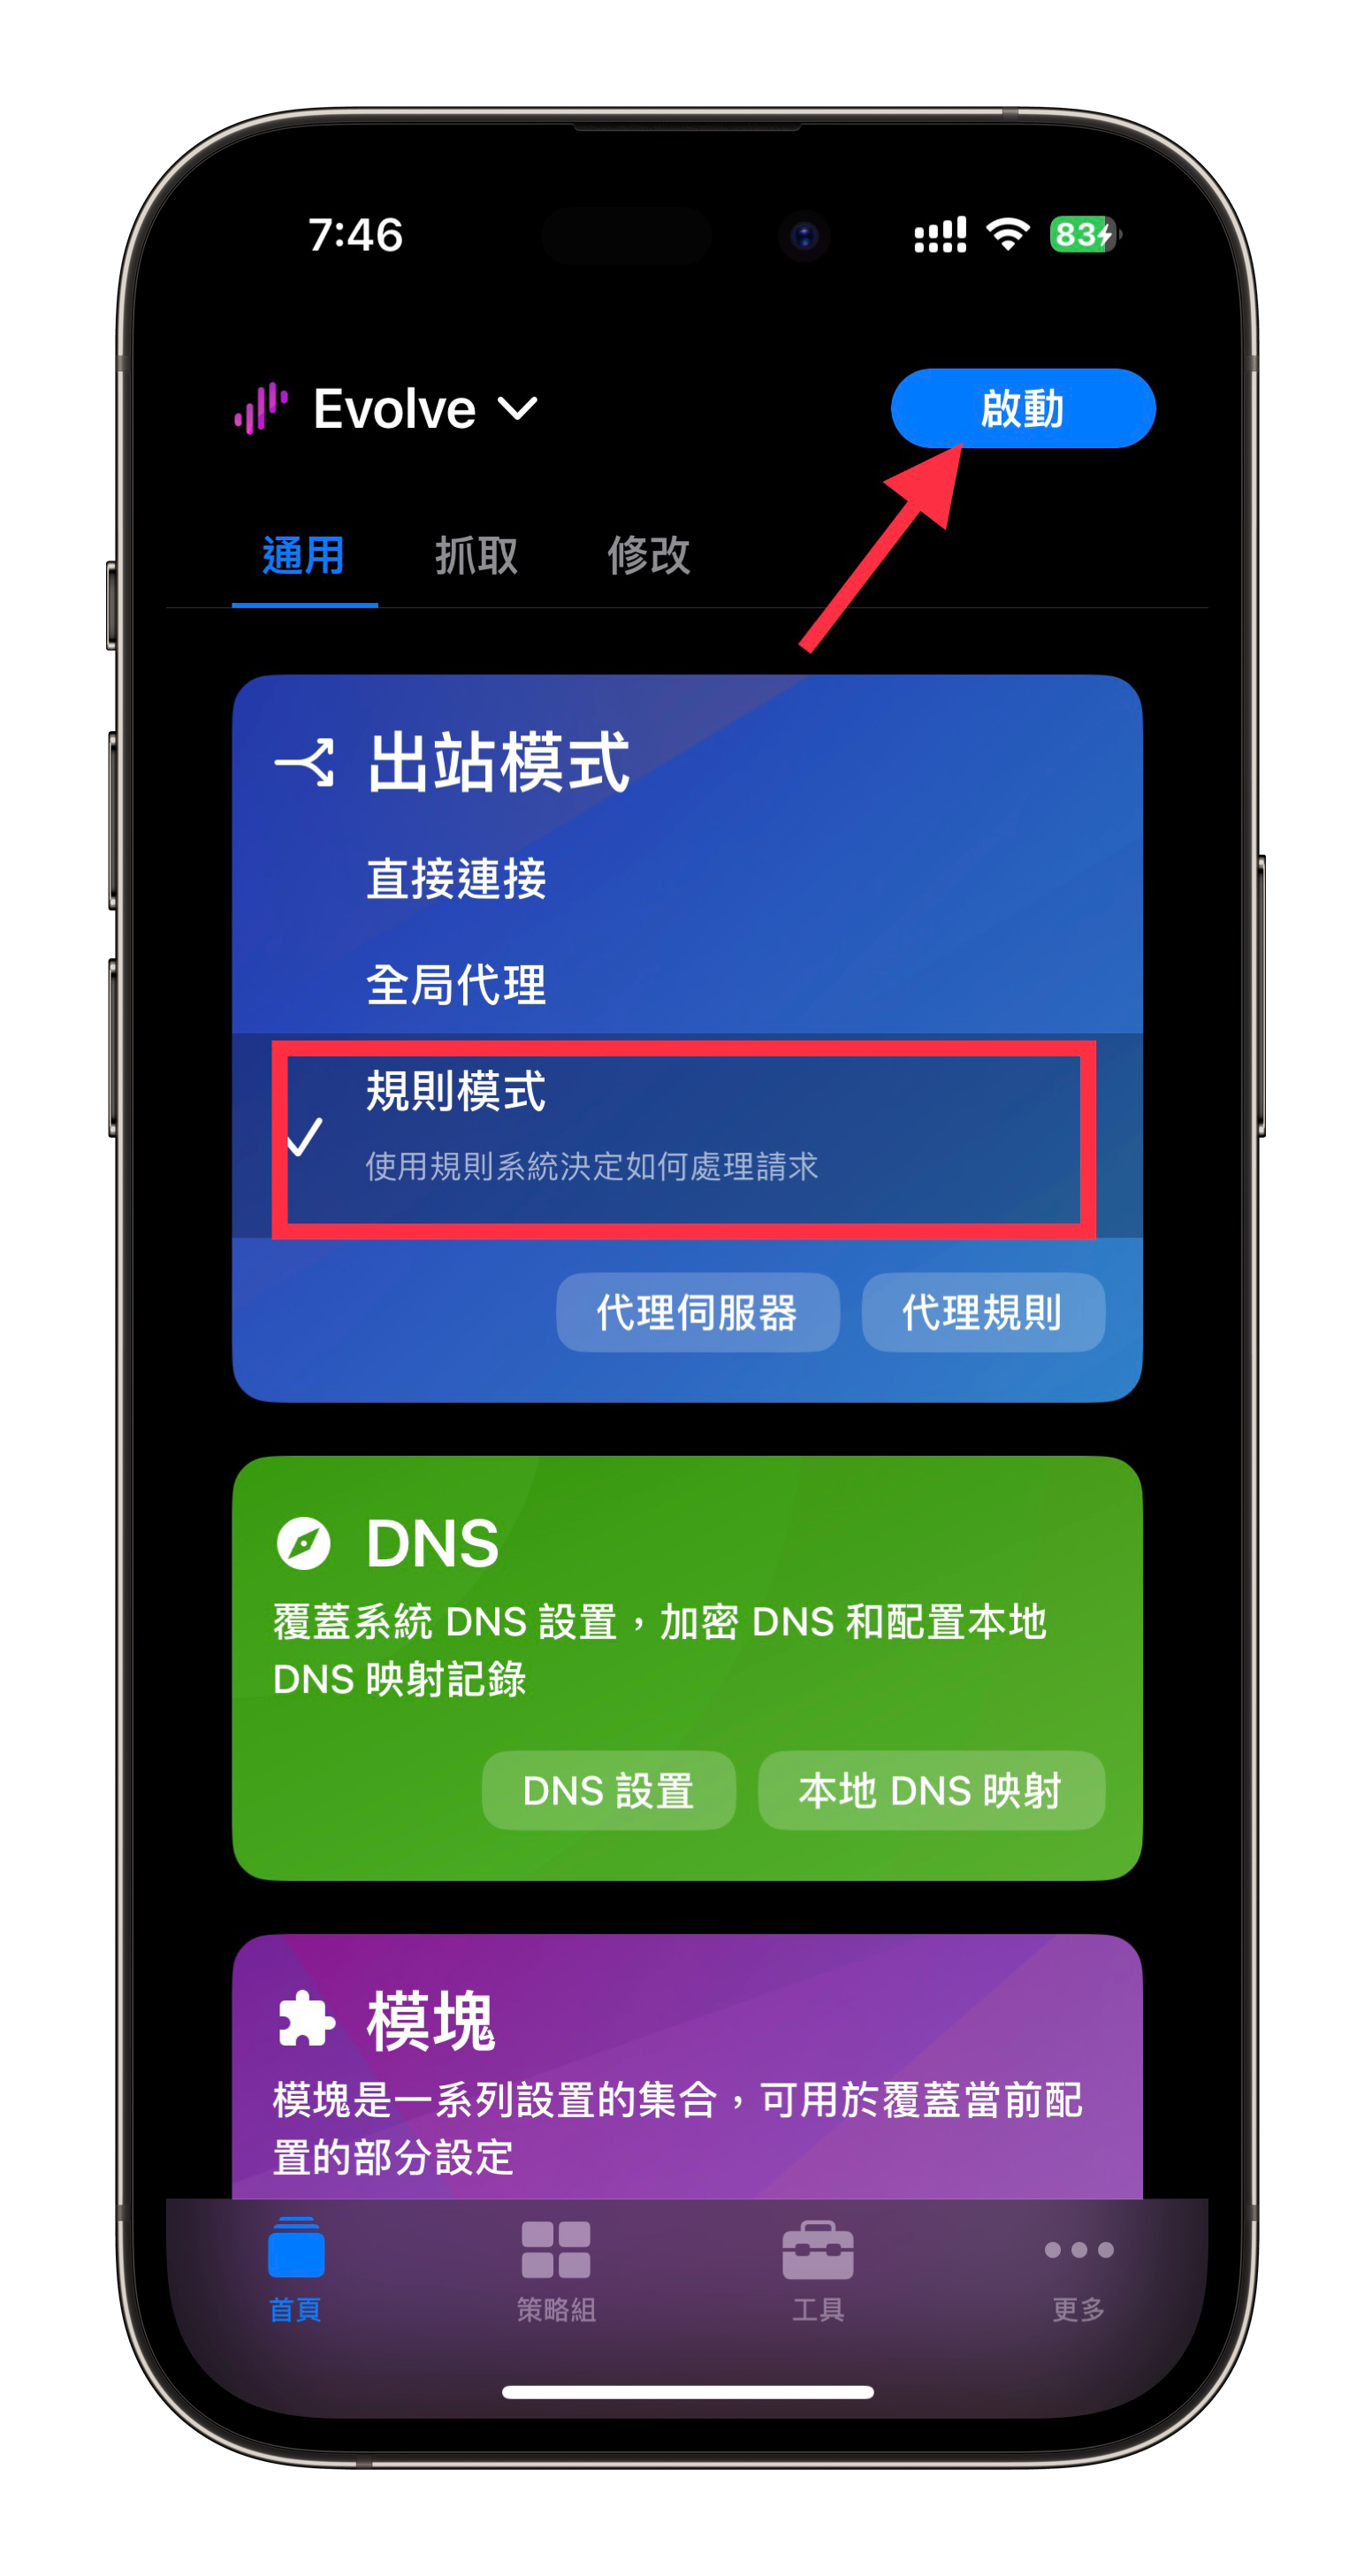 7:46
83
Evolve
啟動
通用
抓取
修改
出站模式
直接連接
全局代理
規則模式
使用規則系統決定如何處理請求
代理伺服器
代理規則
DNS
覆蓋系統 DNS 設置，加密 DNS 和配置本地
DNS 映射記錄
DNS 設置
本地 DNS 映射
模塊
模塊是一系列設置的集合，可用於覆蓋當前配
置的部分設定
首頁
策略組
工具
更多